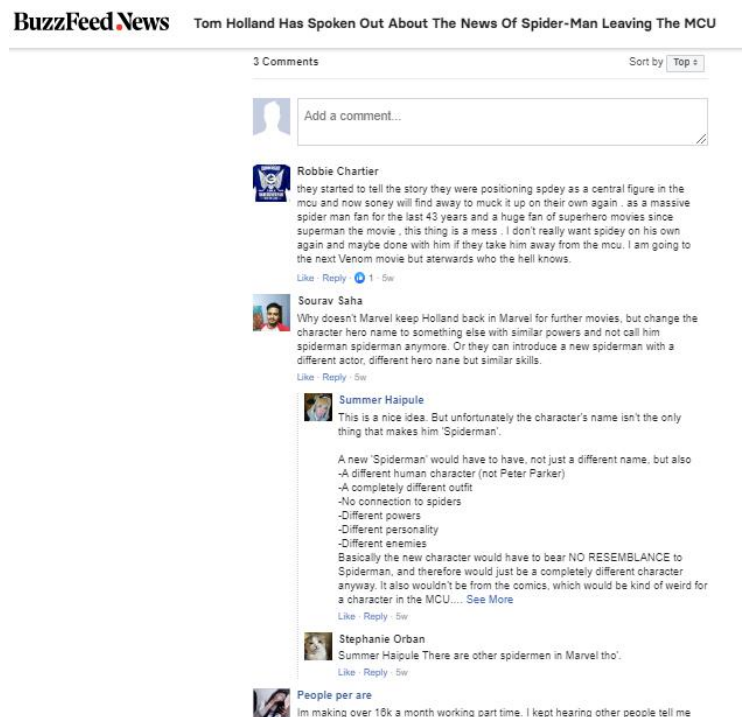 BuzzFeed News Tom Holland Has Spoken Out About The News Of Spider-Man Leaving The MCU
3 Comments Sort by Top
Add a comment...
Robbie Chartier
they started to tell the story they were positioning spdey as a central figure in the
mcu and now soney will find away to muck it up on their own again . as a massive
spider man fan for the last 43 years and a huge fan of superhero movies since
superman the movie , this thing is a mess . I don't really want spidey on his own
again and maybe done with him if they take him away from the mcu. I am going to
the next Venom movie but aterwards who the hell knows.
Like · Reply · 1 · 5w
Sourav Saha
Why doesn't Marvel keep Holland back in Marvel for further movies, but change the
character hero name to something else with similar powers and not call him
spiderman spiderman anymore. Or they can introduce a new spiderman with a
different actor, different hero nane but similar skills.
Like · Reply · 5w
Summer Haipule
This is a nice idea. But unfortunately the character's name isn't the only
thing that makes him 'Spiderman'.
A new 'Spiderman' would have to have, not just a different name, but also
-A different human character (not Peter Parker)
-A completely different outfit
-No connection to spiders
-Different powers
-Different personality
-Different enemies
Basically the new character would have to bear NO RESEMBLANCE to
Spiderman, and therefore would just be a completely different character
anyway. It also wouldn't be from the comics, which would be kind of weird for
a character in the MCU.... See More
Like · Reply · 5w
Stephanie Orban
Summer Haipule There are other spidermen in Marvel tho'.
Like · Reply · 5w
People per are
Im making over 16k a month working part time. I kept hearing other people tell me